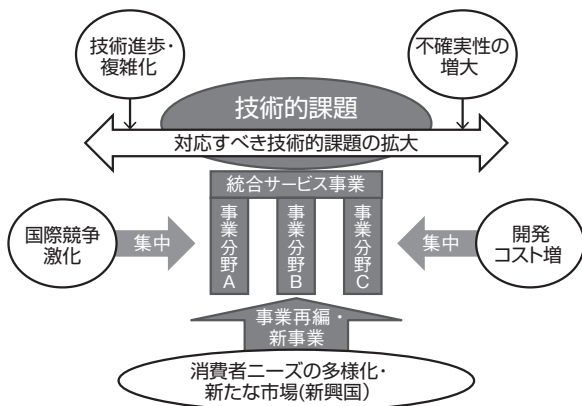 技術進歩・
複雑化
不確実性の
増大
技術的課題
対応すべき技術的課題の拡大
統合サービス事業
国際競争
激化
集中
事業分野A
事業分野B
事業分野C
集中
開発
コスト増
事業再編・
新事業
消費者ニーズの多様化・
新たな市場(新興国)